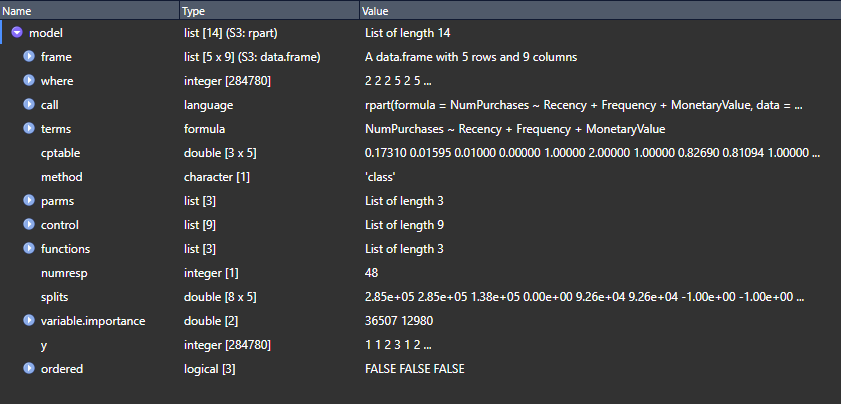 Name Type Value
model list [14] (S3: rpart) List of length 14
frame list [5 x 9] (S3: data.frame) A data.frame with 5 rows and 9 columns
where integer [284780] 2 2 2 5 2 5 ...
call language rpart(formula = NumPurchases ~ Recency + Frequency + MonetaryValue, data = ...
terms formula NumPurchases ~ Recency + Frequency + MonetaryValue
cptable double [3 x 5] 0.17310 0.01595 0.01000 0.00000 1.00000 2.00000 1.00000 0.82690 0.81094 1.00000 ...
method character [1] 'class'
parms list [3] List of length 3
control list [9] List of length 9
functions list [3] List of length 3
numresp integer [1] 48
splits double [8 x 5] 2.85e+05 2.85e+05 1.38e+05 0.00e+00 9.26e+04 9.26e+04 -1.00e+00 -1.00e+00 ...
variable.importance double [2] 36507 12980
y integer [284780] 1 1 2 3 1 2 ...
ordered logical [3] FALSE FALSE FALSE